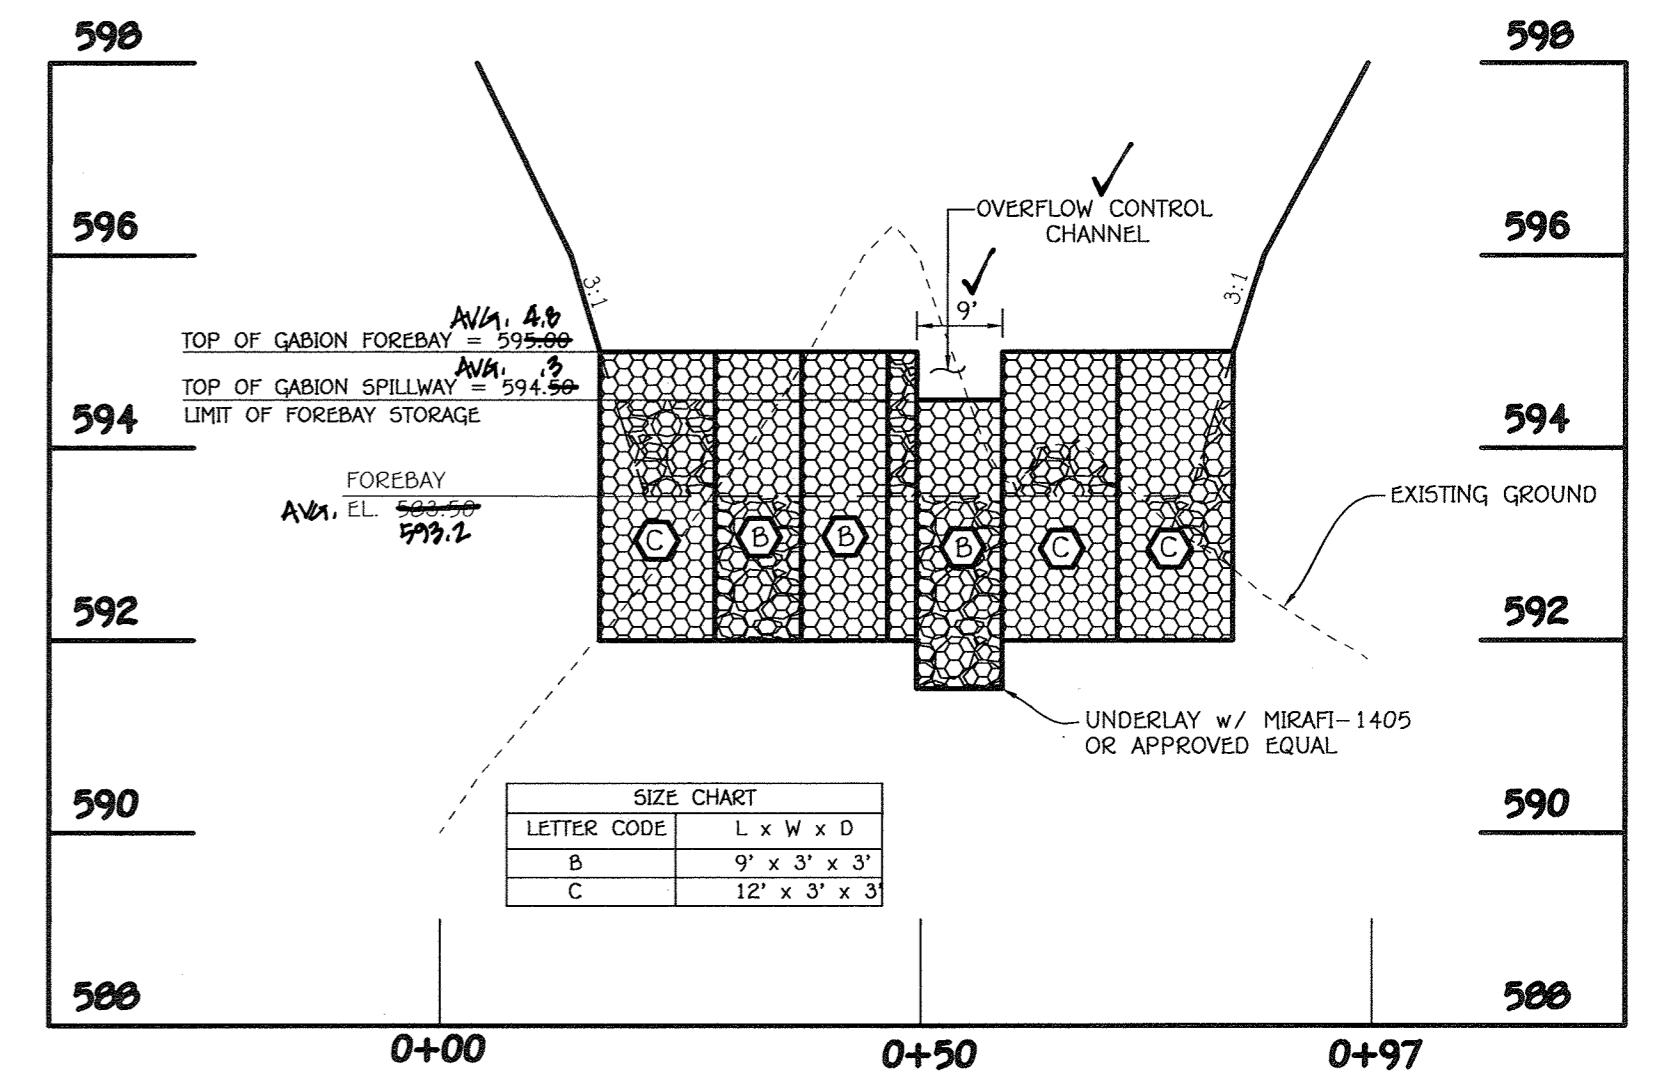 598
598
596
596
594
594
592
592
590
590
588
588
OVERFLOW CONTROL
CHANNEL
9'
3:1
3:1
AVG. 4.8
TOP OF GABION FOREBAY = 595.00
AVG. .3
TOP OF GABION SPILLWAY = 594.50
LIMIT OF FOREBAY STORAGE
FOREBAY
AVG. EL. 583.50
593.2
C
B
B
B
C
C
EXISTING GROUND
UNDERLAY w/ MIRAFI-1405
OR APPROVED EQUAL
SIZE CHART
LETTER CODE L x W x D
B 9' x 3' x 3'
C 12' x 3' x 3'
0+00
0+50
0+97